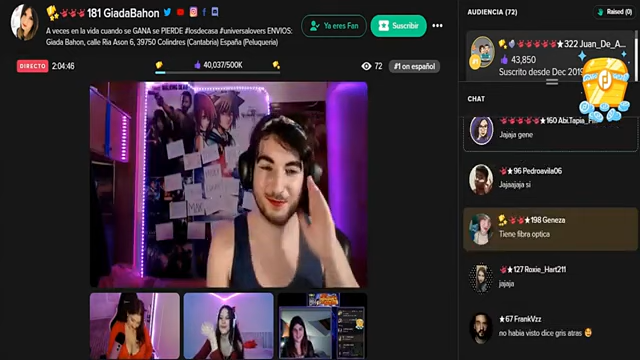 181 GiadaBahon
A veces en la vida cuando se GANA se PIERDE #losdecasa #universalovers ENVIOS:
Giada Bahon, calle Ria Ason 6, 39750 Colindres (Cantabria) España (Peluqueria)
Ya eres Fan
Suscribir
DIRECTO
2:04:46
40,037/500K
72
#1 on español
AUDIENCIA (72)
Raised (0)
322 Juan_De_A...
43,850
Suscrito desde Dec 2019
CHAT
160 Abi.Tapia_
Jajaja gene
96 Pedroavila06
Jajaajaja si
198 Geneza
Tiene fibra optica
127 Roxie_Hart211
jajaja
67 FrankVzz
no habia visto dice gris atras